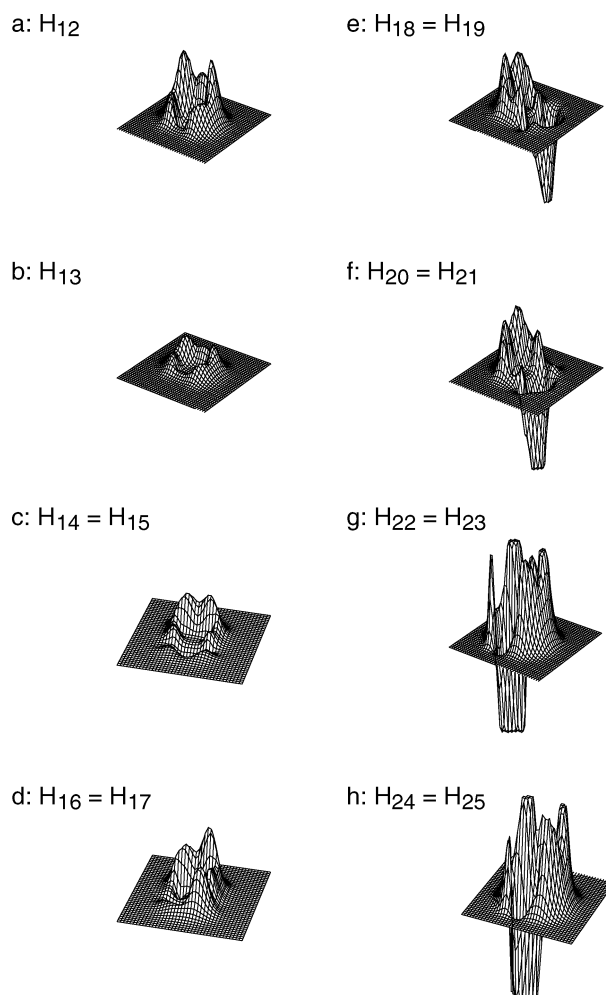 a: H12
e: H18 = H19
b: H13
f: H20 = H21
c: H14 = H15
g: H22 = H23
d: H16 = H17
h: H24 = H25